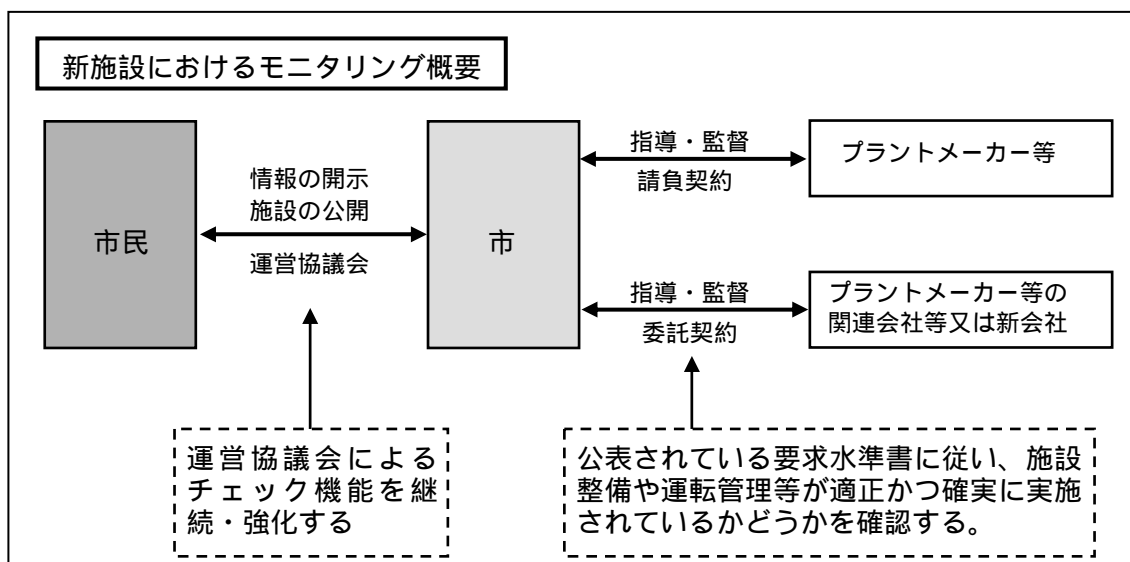 新施設におけるモニタリング概要
市民
情報の開示
施設の公開
運営協議会
市
指導・監督
請負契約
プラントメーカー等
指導・監督
委託契約
プラントメーカー等の
関連会社等又は新会社
運営協議会による
チェック機能を継
続・強化する
公表されている要求水準書に従い、施設
整備や運転管理等が適正かつ確実に実施
されているかどうかを確認する。